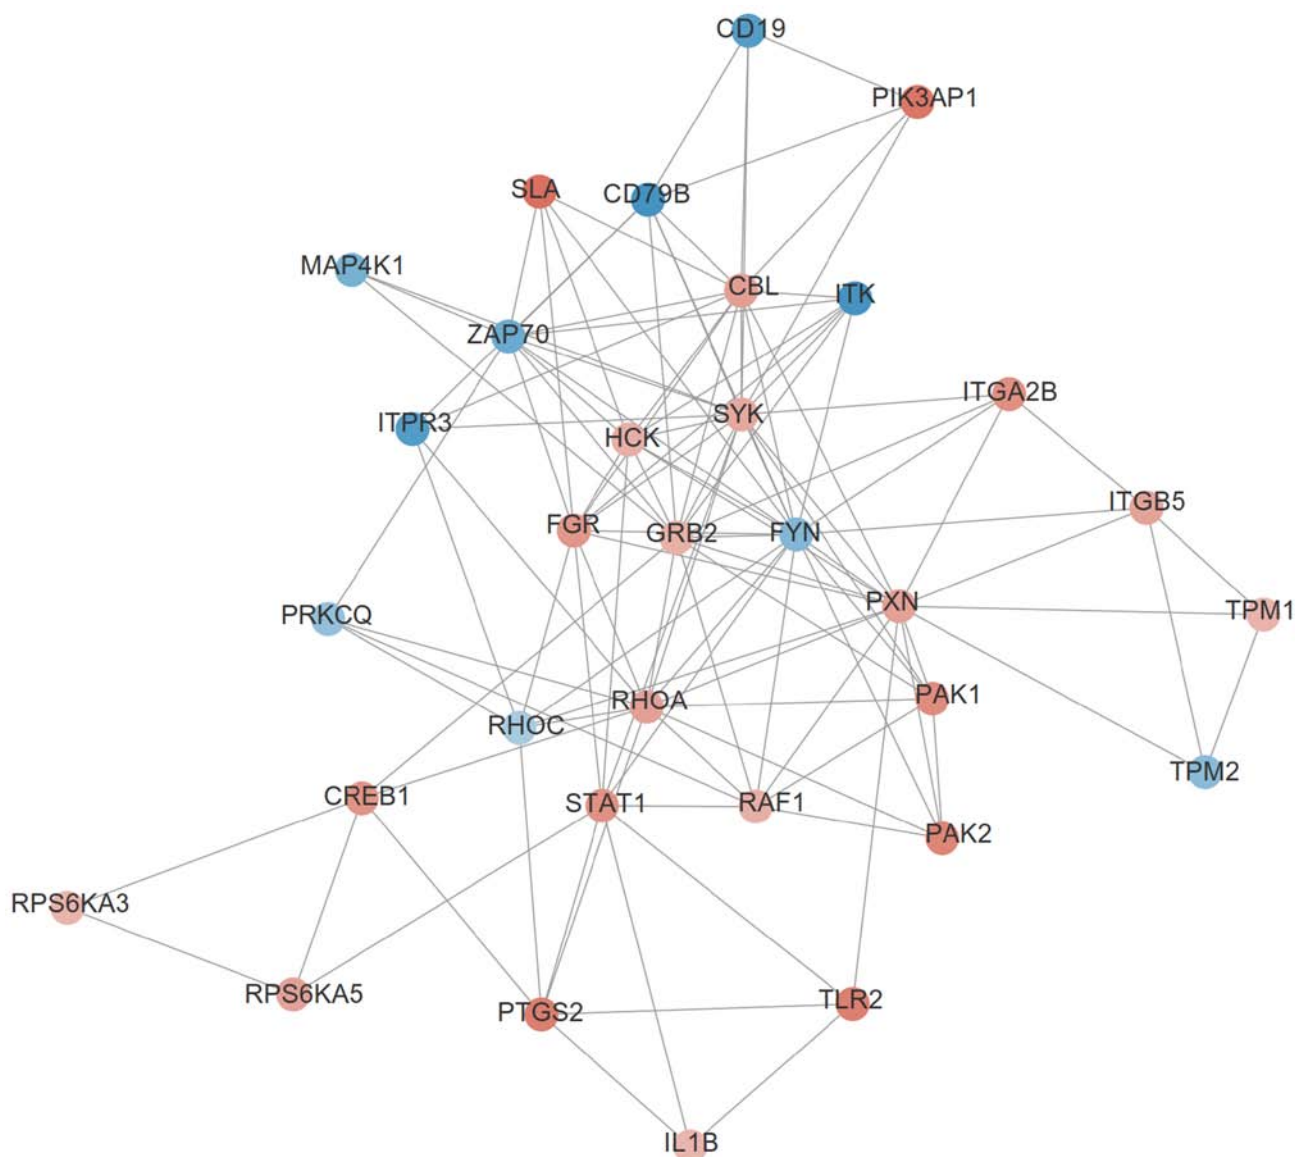 CD19
PIK3AP1
SLA
CD79B
MAP4K1
CBL
ITK
ZAP70
ITGA2B
ITPR3
SYK
HCK
ITGB5
FGR
GRB2
FYN
PXN
TPM1
PRKCQ
RHOA
PAK1
RHOC
TPM2
CREB1
STAT1
RAF1
PAK2
RPS6KA3
RPS6KA5
PTGS2
TLR2
IL1B